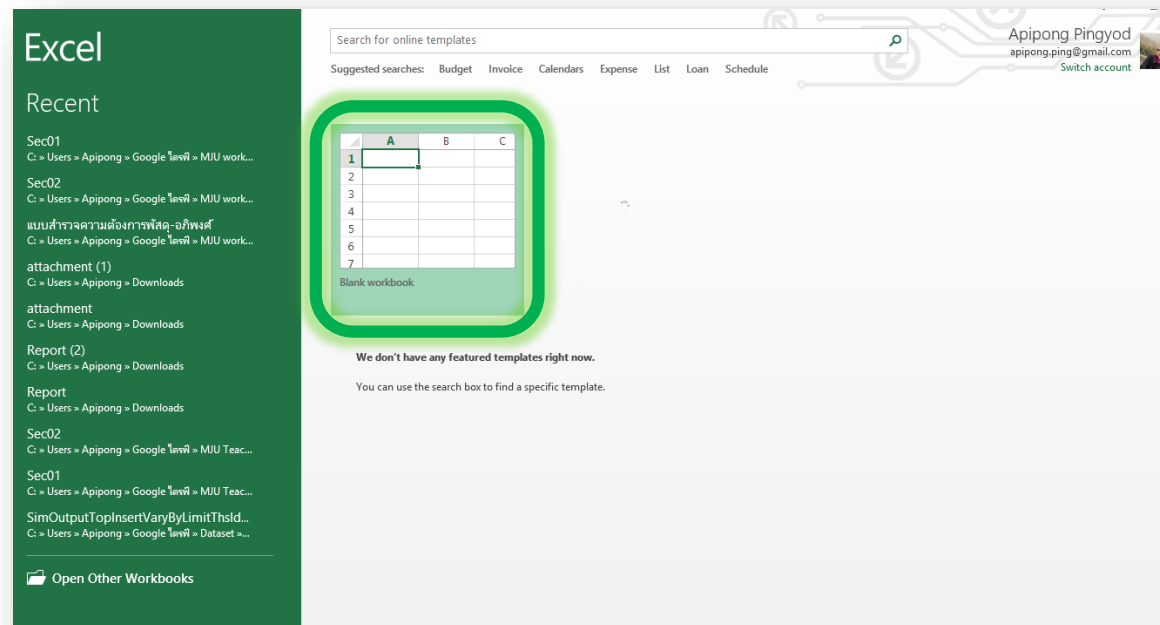 Excel
Recent
Sec01
C: » Users » Apipong » Google ไดรฟ์ » MJU work...
Sec02
C: » Users » Apipong » Google ไดรฟ์ » MJU work...
แบบสำรวจความต้องการพัสดุ-อภิพงศ์
C: » Users » Apipong » Google ไดรฟ์ » MJU work...
attachment (1)
C: » Users » Apipong » Downloads
attachment
C: » Users » Apipong » Downloads
Report (2)
C: » Users » Apipong » Downloads
Report
C: » Users » Apipong » Downloads
Sec02
C: » Users » Apipong » Google ไดรฟ์ » MJU Teac...
Sec01
C: » Users » Apipong » Google ไดรฟ์ » MJU Teac...
SimOutputTopInsertVaryByLimitThsld...
C: » Users » Apipong » Google ไดรฟ์ » Dataset »...
Open Other Workbooks
Search for online templates
Suggested searches: Budget Invoice Calendars Expense List Loan Schedule
Apipong Pingyod
apipong.ping@gmail.com
Switch account
A B C
1
2
3
4
5
6
7
Blank workbook
We don't have any featured templates right now.
You can use the search box to find a specific template.